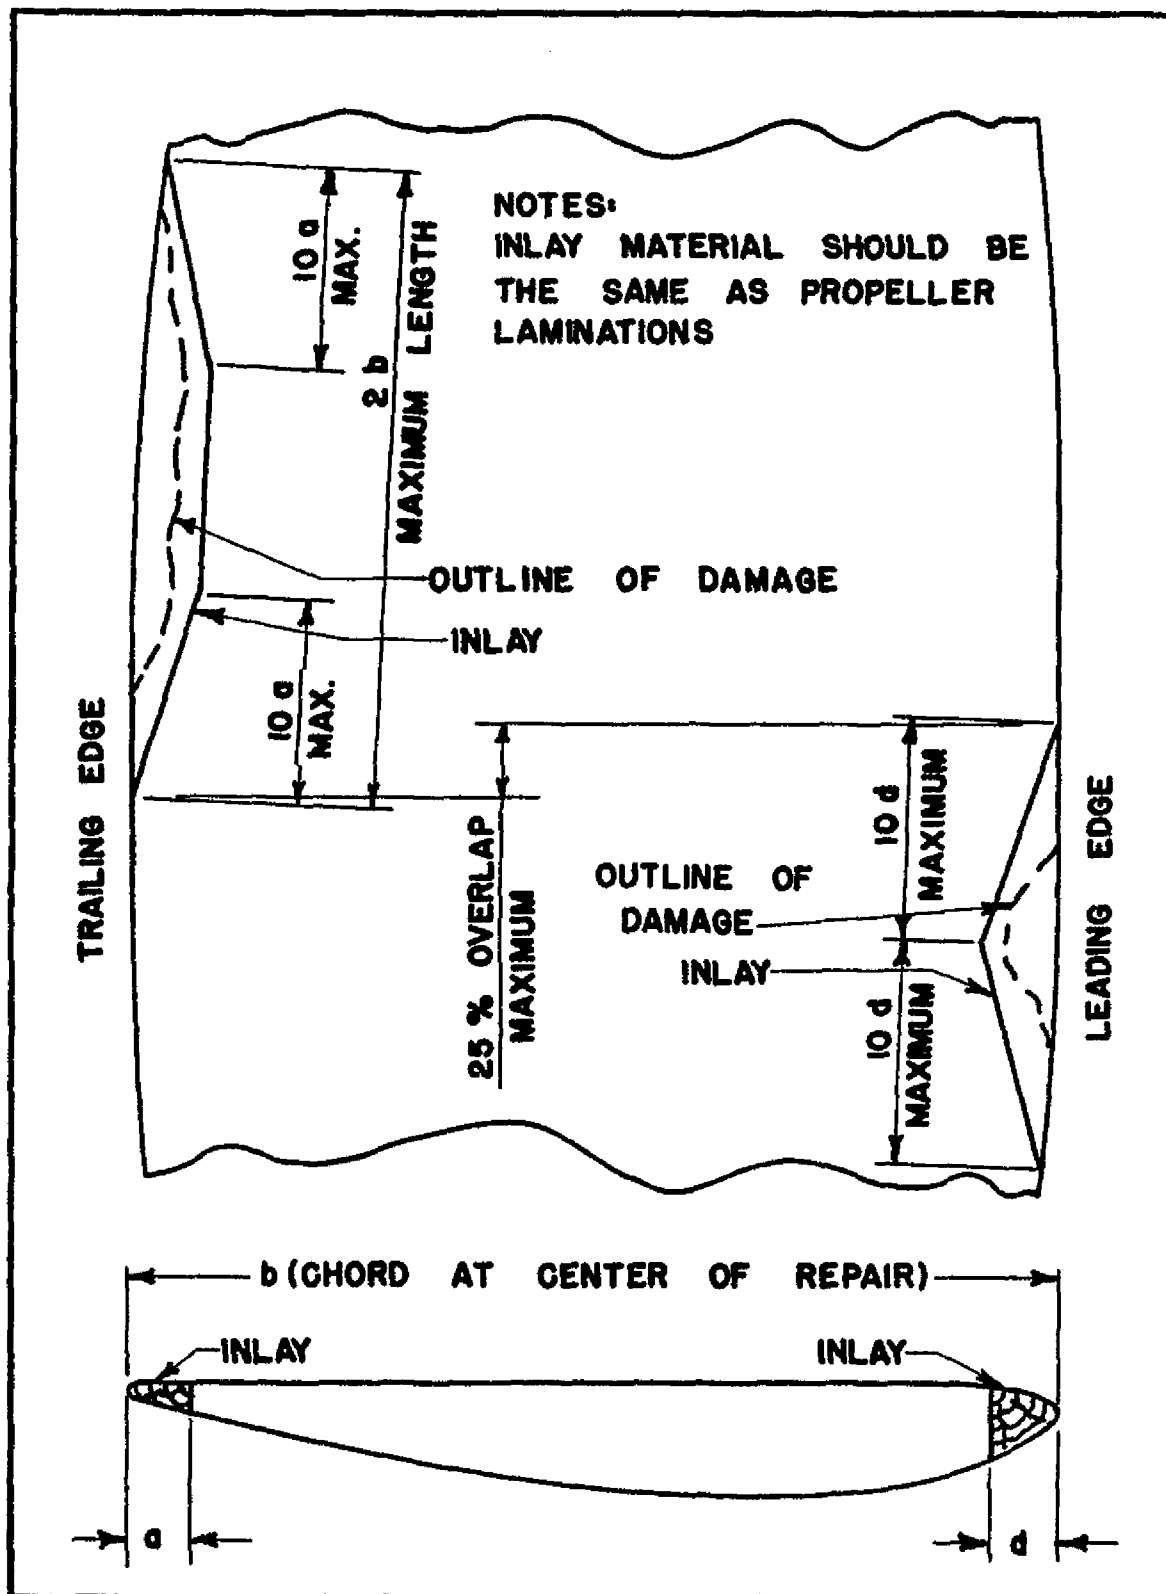 NOTES:
INLAY MATERIAL SHOULD BE
THE SAME AS PROPELLER
LAMINATIONS
10 a
MAX.
2 b
MAXIMUM LENGTH
OUTLINE OF DAMAGE
INLAY
10 a
MAX.
TRAILING EDGE
25 % OVERLAP
MAXIMUM
10 d
MAXIMUM
OUTLINE OF
DAMAGE
INLAY
10 d
MAXIMUM
LEADING EDGE
b (CHORD AT CENTER OF REPAIR)
INLAY
INLAY
a
d